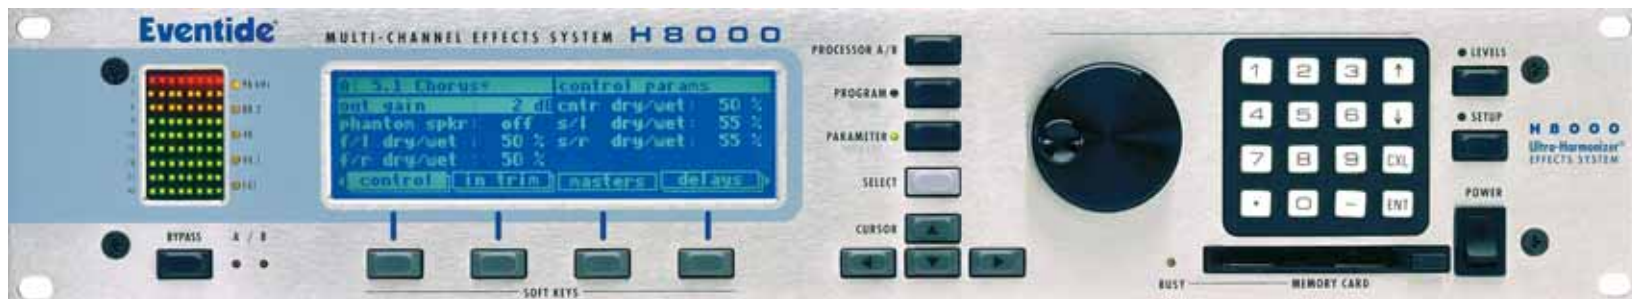 Eventide
MULTI-CHANNEL EFFECTS SYSTEM H8000
A: 5.1 Chorus+ control params
out gain 2 dB cntr dry/wet: 50 %
phantom spkr: off s/l dry/wet: 55 %
f/l dry/wet : 50 % s/r dry/wet: 55 %
f/r dry/wet : 50 %
control in trim masters delays
BYPASS A / B
SOFT KEYS
PROCESSOR A/B
PROGRAM
PARAMETER
SELECT
CURSOR
1 2 3 ↑
4 5 6 ↓
7 8 9 CXL
• 0 – ENT
BUSY MEMORY CARD
LEVELS
SETUP
POWER
H8000
Ultra-Harmonizer®
EFFECTS SYSTEM